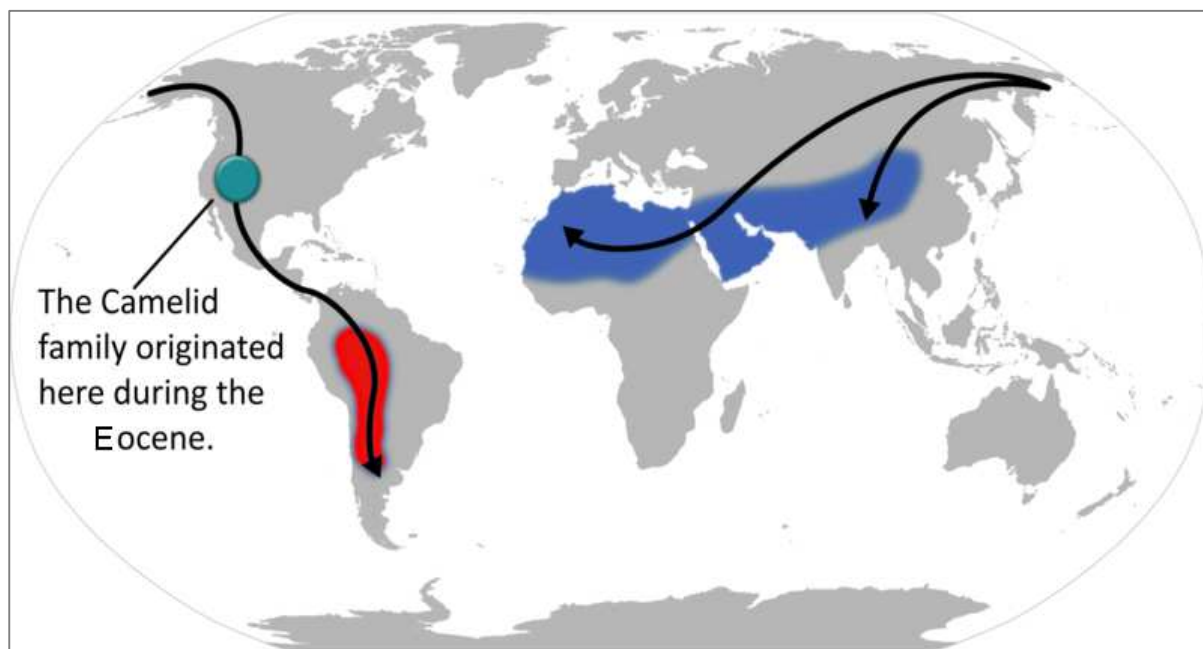 The Camelid
family originated
here during the
Eocene.